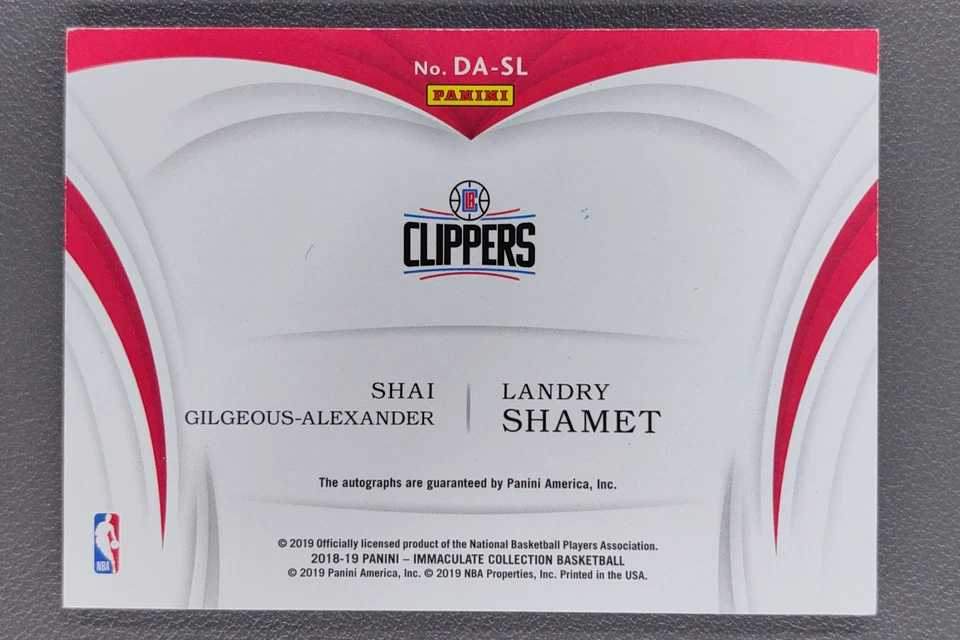 No. DA-SL
PANINI
LA
CLIPPERS
SHAI
GILGEOUS-ALEXANDER
LANDRY
SHAMET
The autographs are guaranteed by Panini America, Inc.
© 2019 Officially licensed product of the National Basketball Players Association.
2018-19 PANINI – IMMACULATE COLLECTION BASKETBALL
© 2019 Panini America, Inc. © 2019 NBA Properties, Inc. Printed in the USA.
NBA